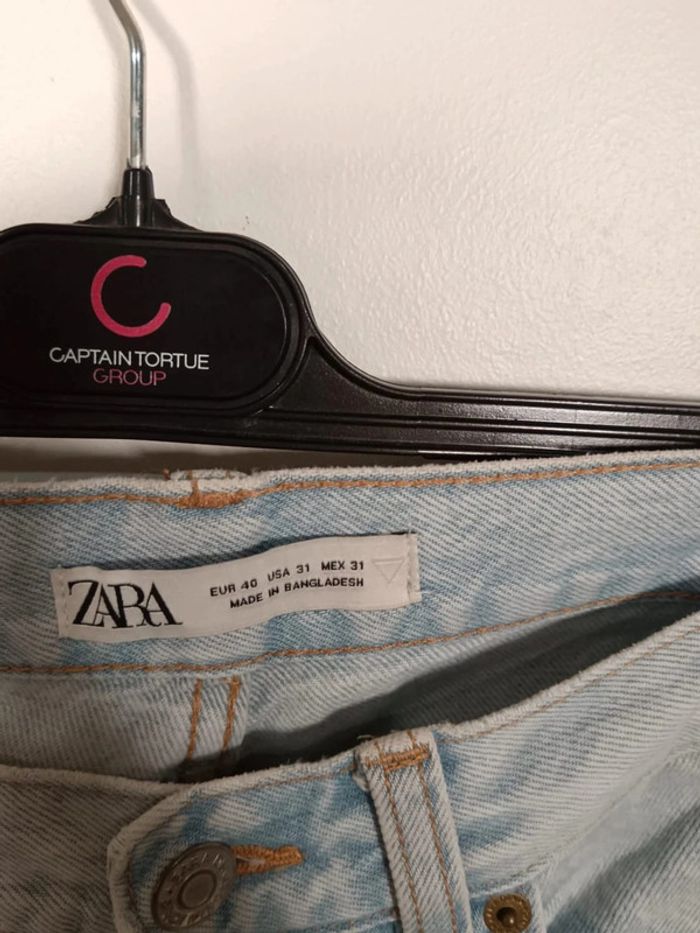 CAPTAIN TORTUE
GROUP
ZARA
EUR 40 USA 31 MEX 31
MADE IN BANGLADESH